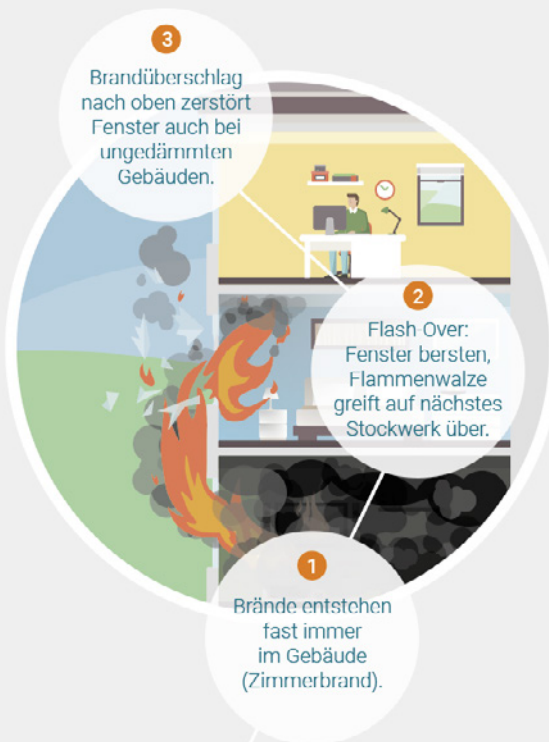 3
Brandüberschlag
nach oben zerstört
Fenster auch bei
ungedämmten
Gebäuden.
2
Flash Over:
Fenster bersten,
Flammenwalze
greift auf nächstes
Stockwerk über.
1
Brände entstehen
fast immer
im Gebäude
(Zimmerbrand).